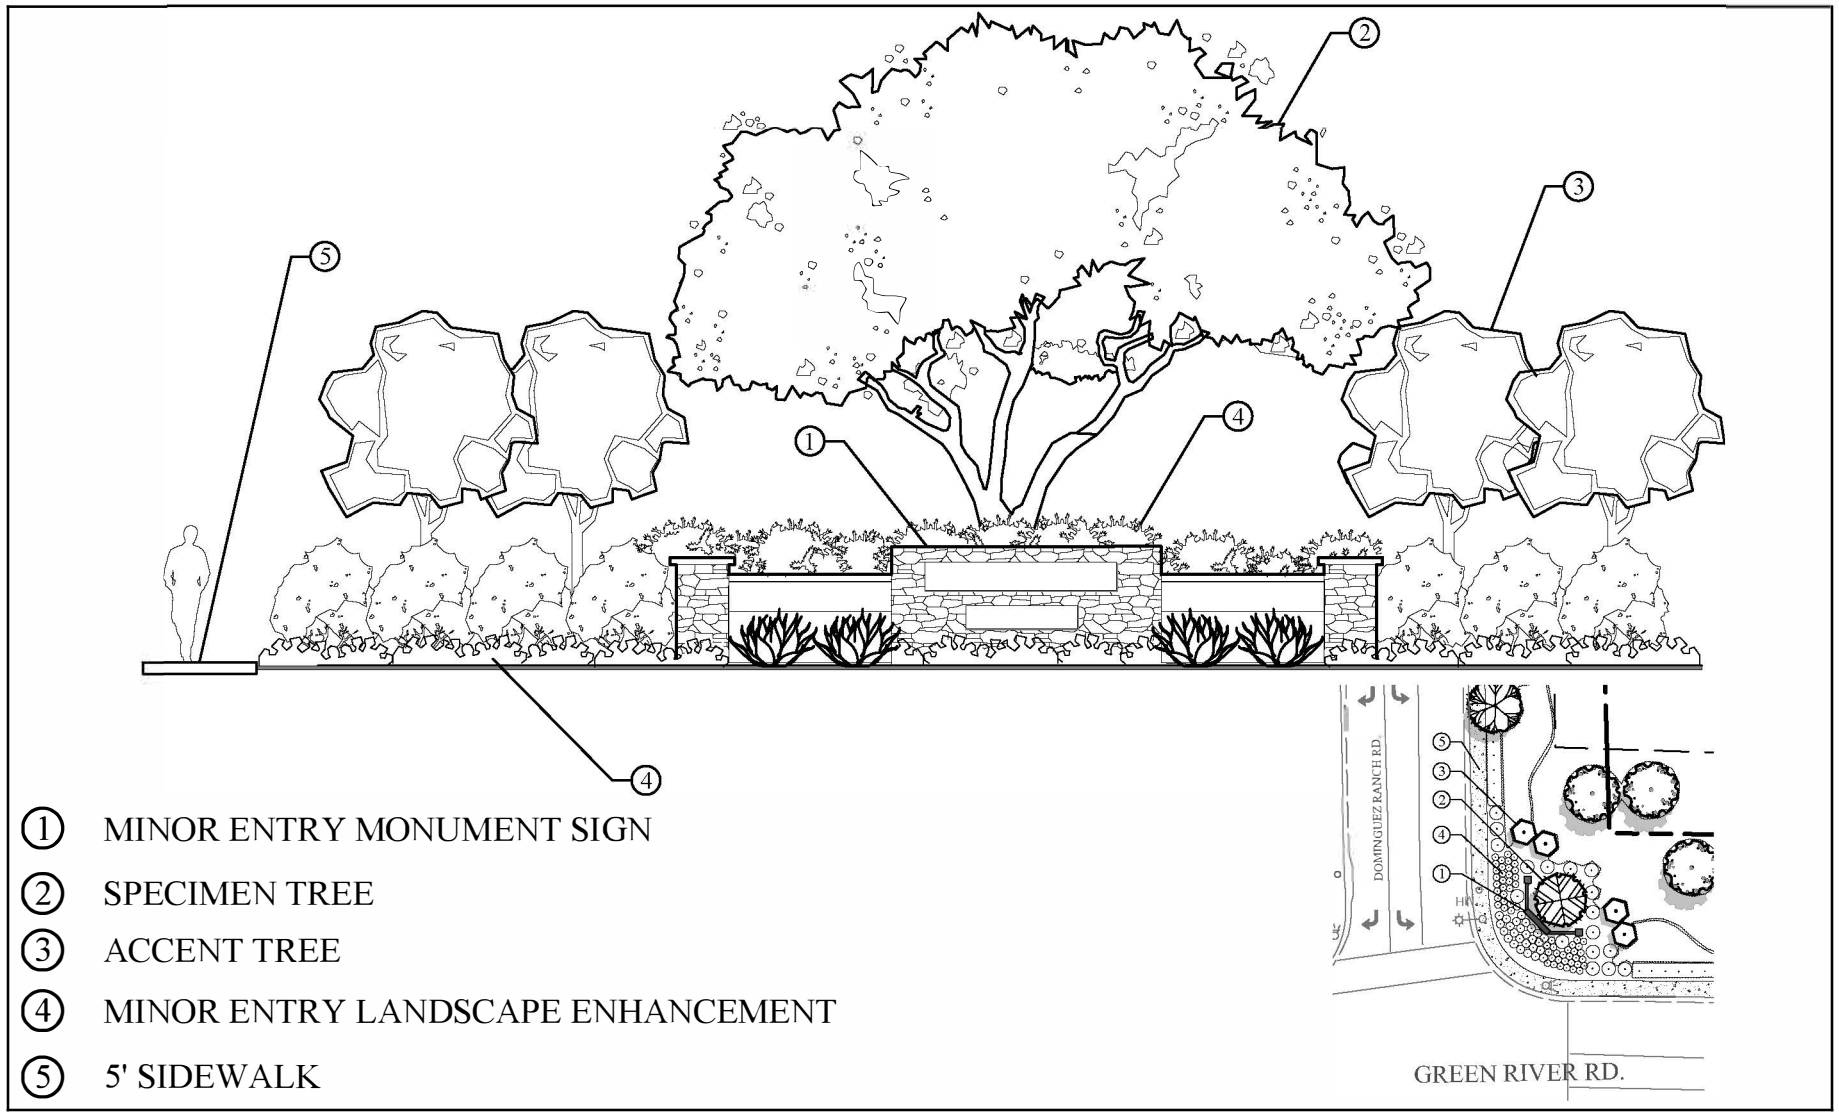 2
3
5
4
1
4
1 MINOR ENTRY MONUMENT SIGN
2 SPECIMEN TREE
3 ACCENT TREE
4 MINOR ENTRY LANDSCAPE ENHANCEMENT
5 5' SIDEWALK
DOMINGUEZ RANCH RD.
5
3
2
4
1
GREEN RIVER RD.